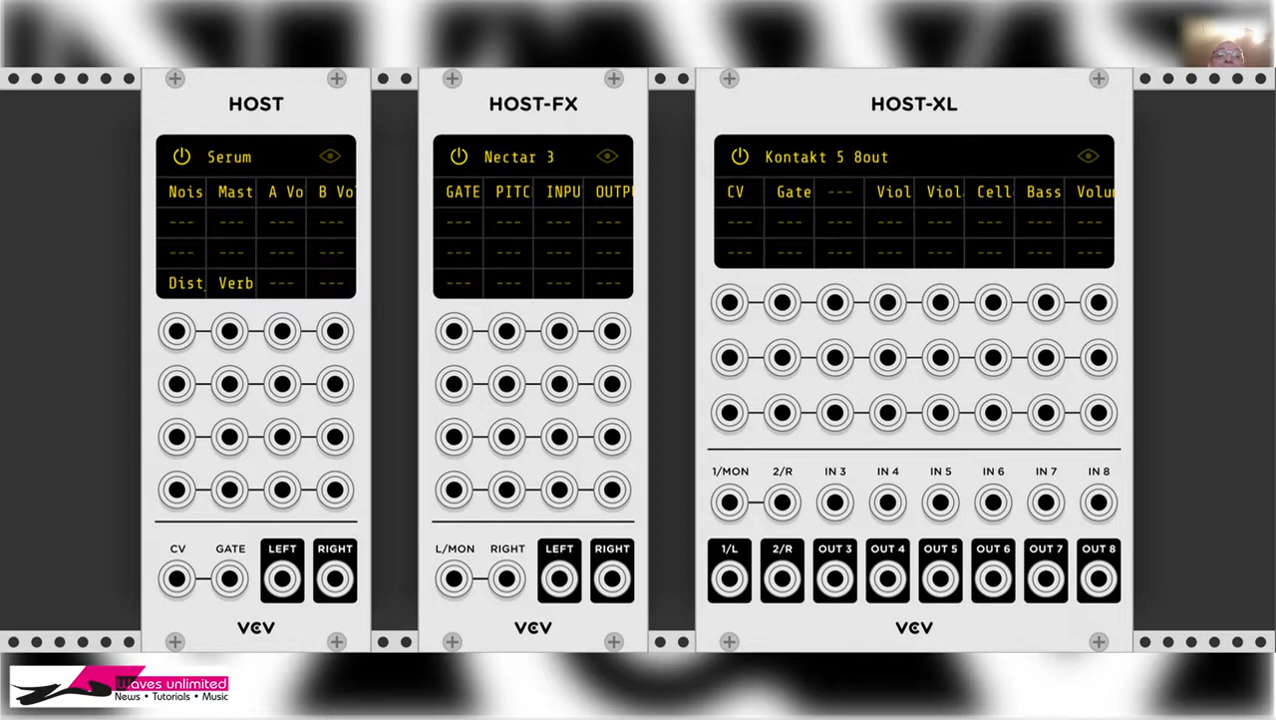 HOST
Serum
Nois Mast A Vo B Vo
--- --- --- ---
--- --- --- ---
Dist Verb --- ---
CV GATE LEFT RIGHT
VCV
HOST-FX
Nectar 3
GATE PITC INPU OUTPU
--- --- --- ---
--- --- --- ---
--- --- --- ---
L/MON RIGHT LEFT RIGHT
VCV
HOST-XL
Kontakt 5 8out
CV Gate --- Viol Viol Cell Bass Volum
--- --- --- --- --- --- --- ---
--- --- --- --- --- --- --- ---
1/MON 2/R IN 3 IN 4 IN 5 IN 6 IN 7 IN 8
1/L 2/R OUT 3 OUT 4 OUT 5 OUT 6 OUT 7 OUT 8
VCV
Waves unlimited
News • Tutorials • Music